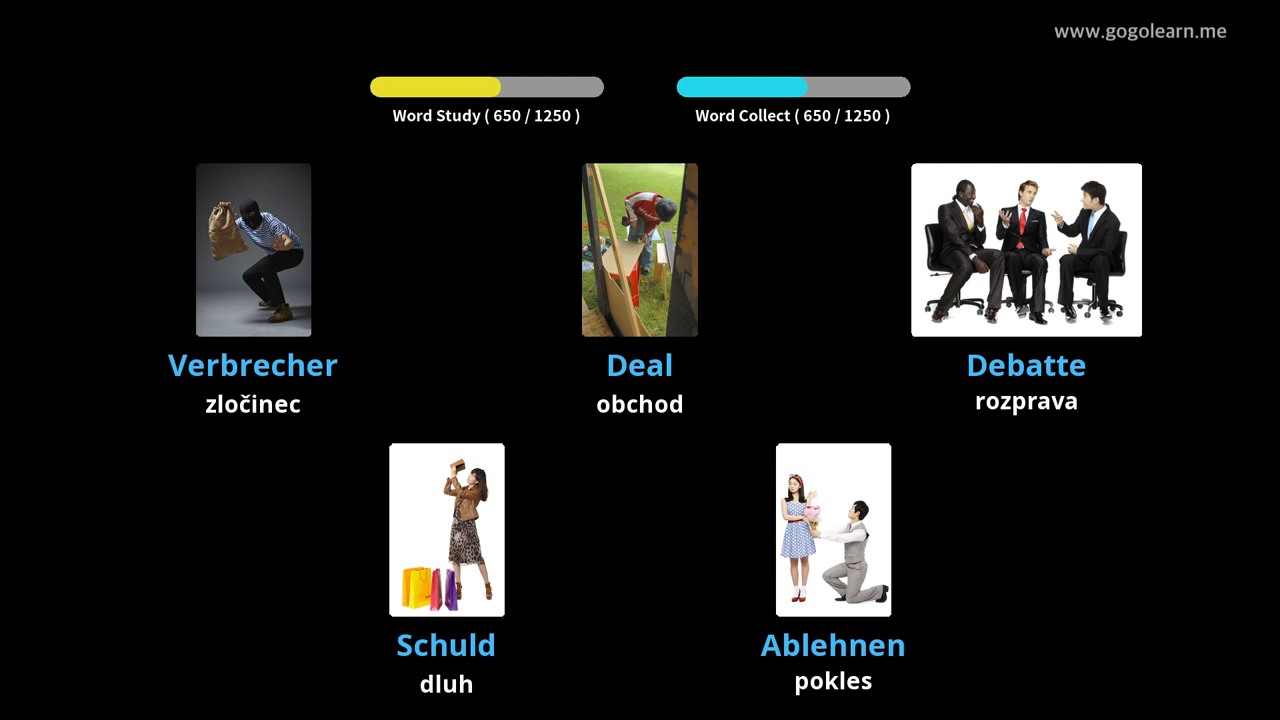 www.gogolearn.me
Word Study ( 650 / 1250 )
Word Collect ( 650 / 1250 )
Verbrecher
zločinec
Deal
obchod
Debatte
rozprava
Schuld
dluh
Ablehnen
pokles